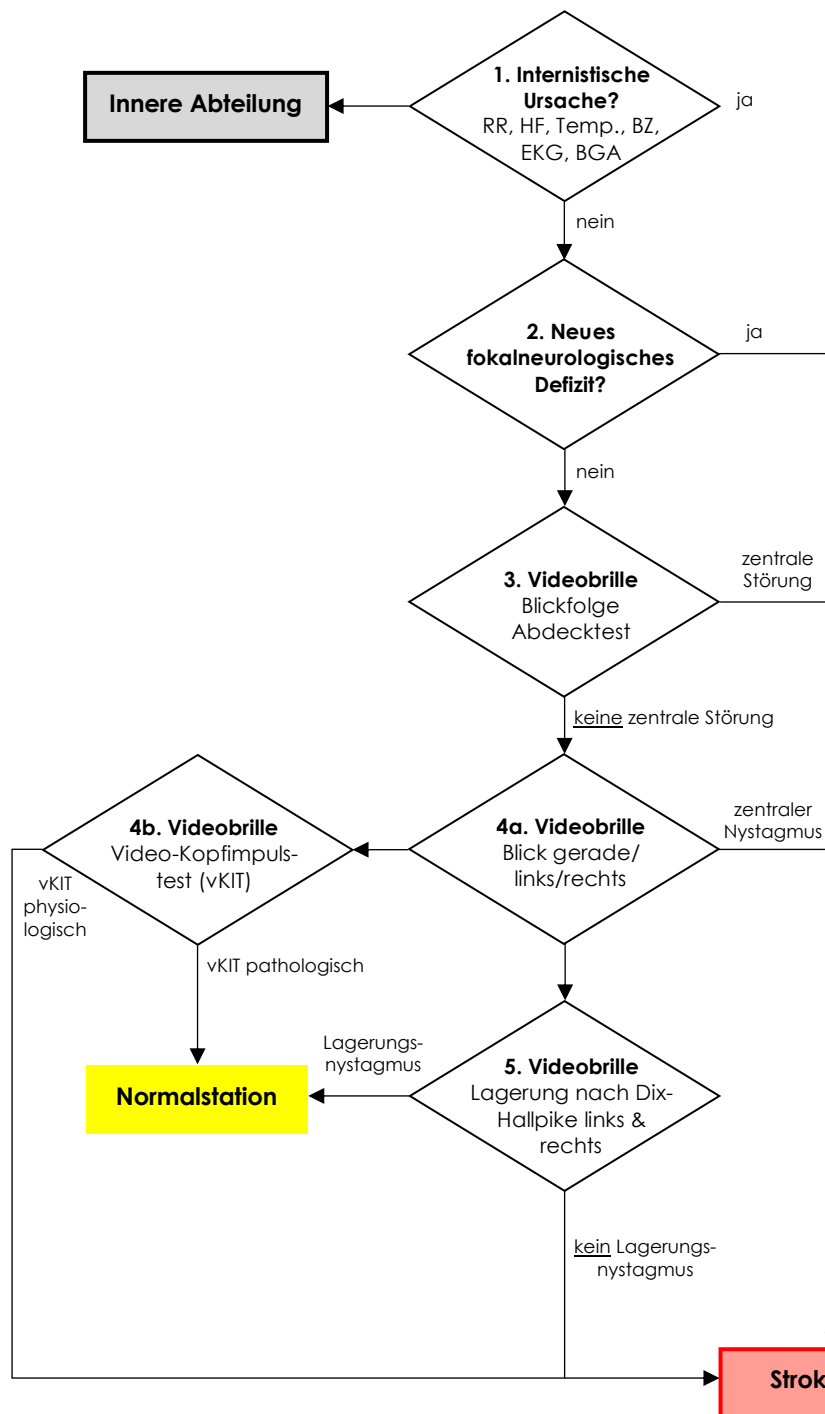 Innere Abteilung
1. Internistische
Ursache?
RR, HF, Temp., BZ,
EKG, BGA
ja
nein
2. Neues
fokalneurologisches
Defizit?
ja
nein
3. Videobrille
Blickfolge
Abdecktest
zentrale
Störung
keine zentrale Störung
4b. Videobrille
Video-Kopfimpuls-
test (vKIT)
4a. Videobrille
Blick gerade/
links/rechts
zentraler
Nystagmus
vKIT
physio-
logisch
vKIT pathologisch
Lagerungs-
nystagmus
Normalstation
5. Videobrille
Lagerung nach Dix-
Hallpike links &
rechts
kein Lagerungs-
nystagmus